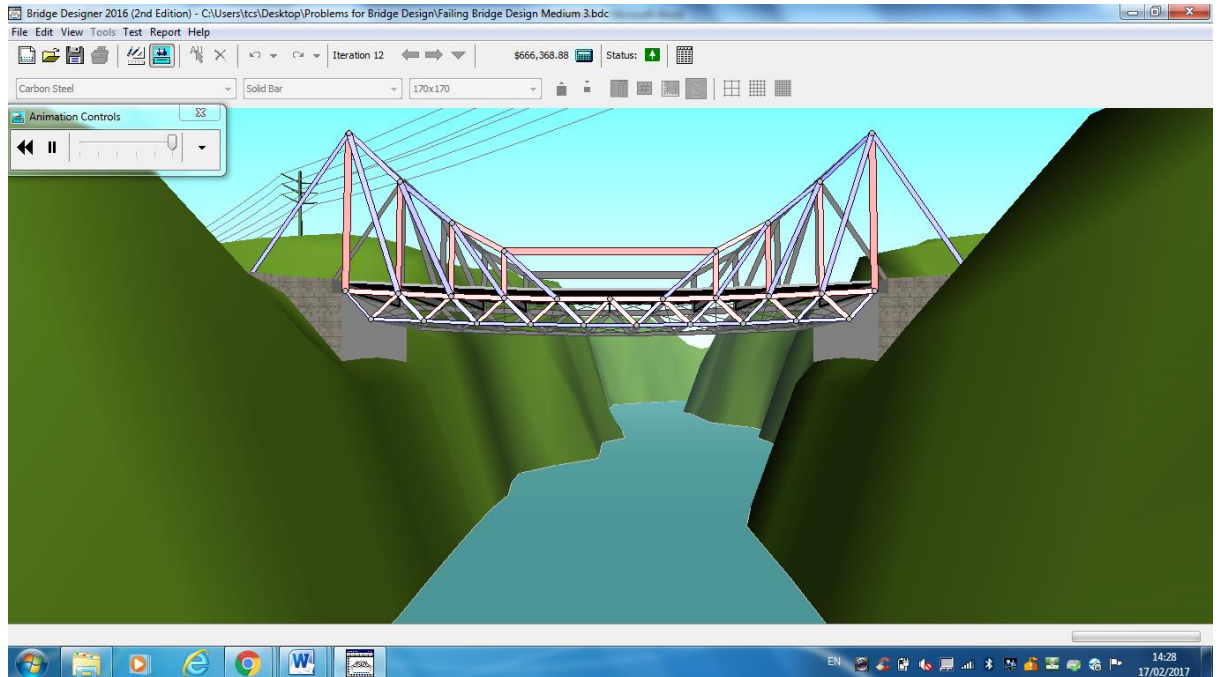 Bridge Designer 2016 (2nd Edition) - C:\Users\tcs\Desktop\Problems for Bridge Design\Failing Bridge Design Medium 3.bdc
File Edit View Tools Test Report Help
Iteration 12 $666,368.88 Status:
Carbon Steel Solid Bar 170x170
Animation Controls
EN 14:28
17/02/2017